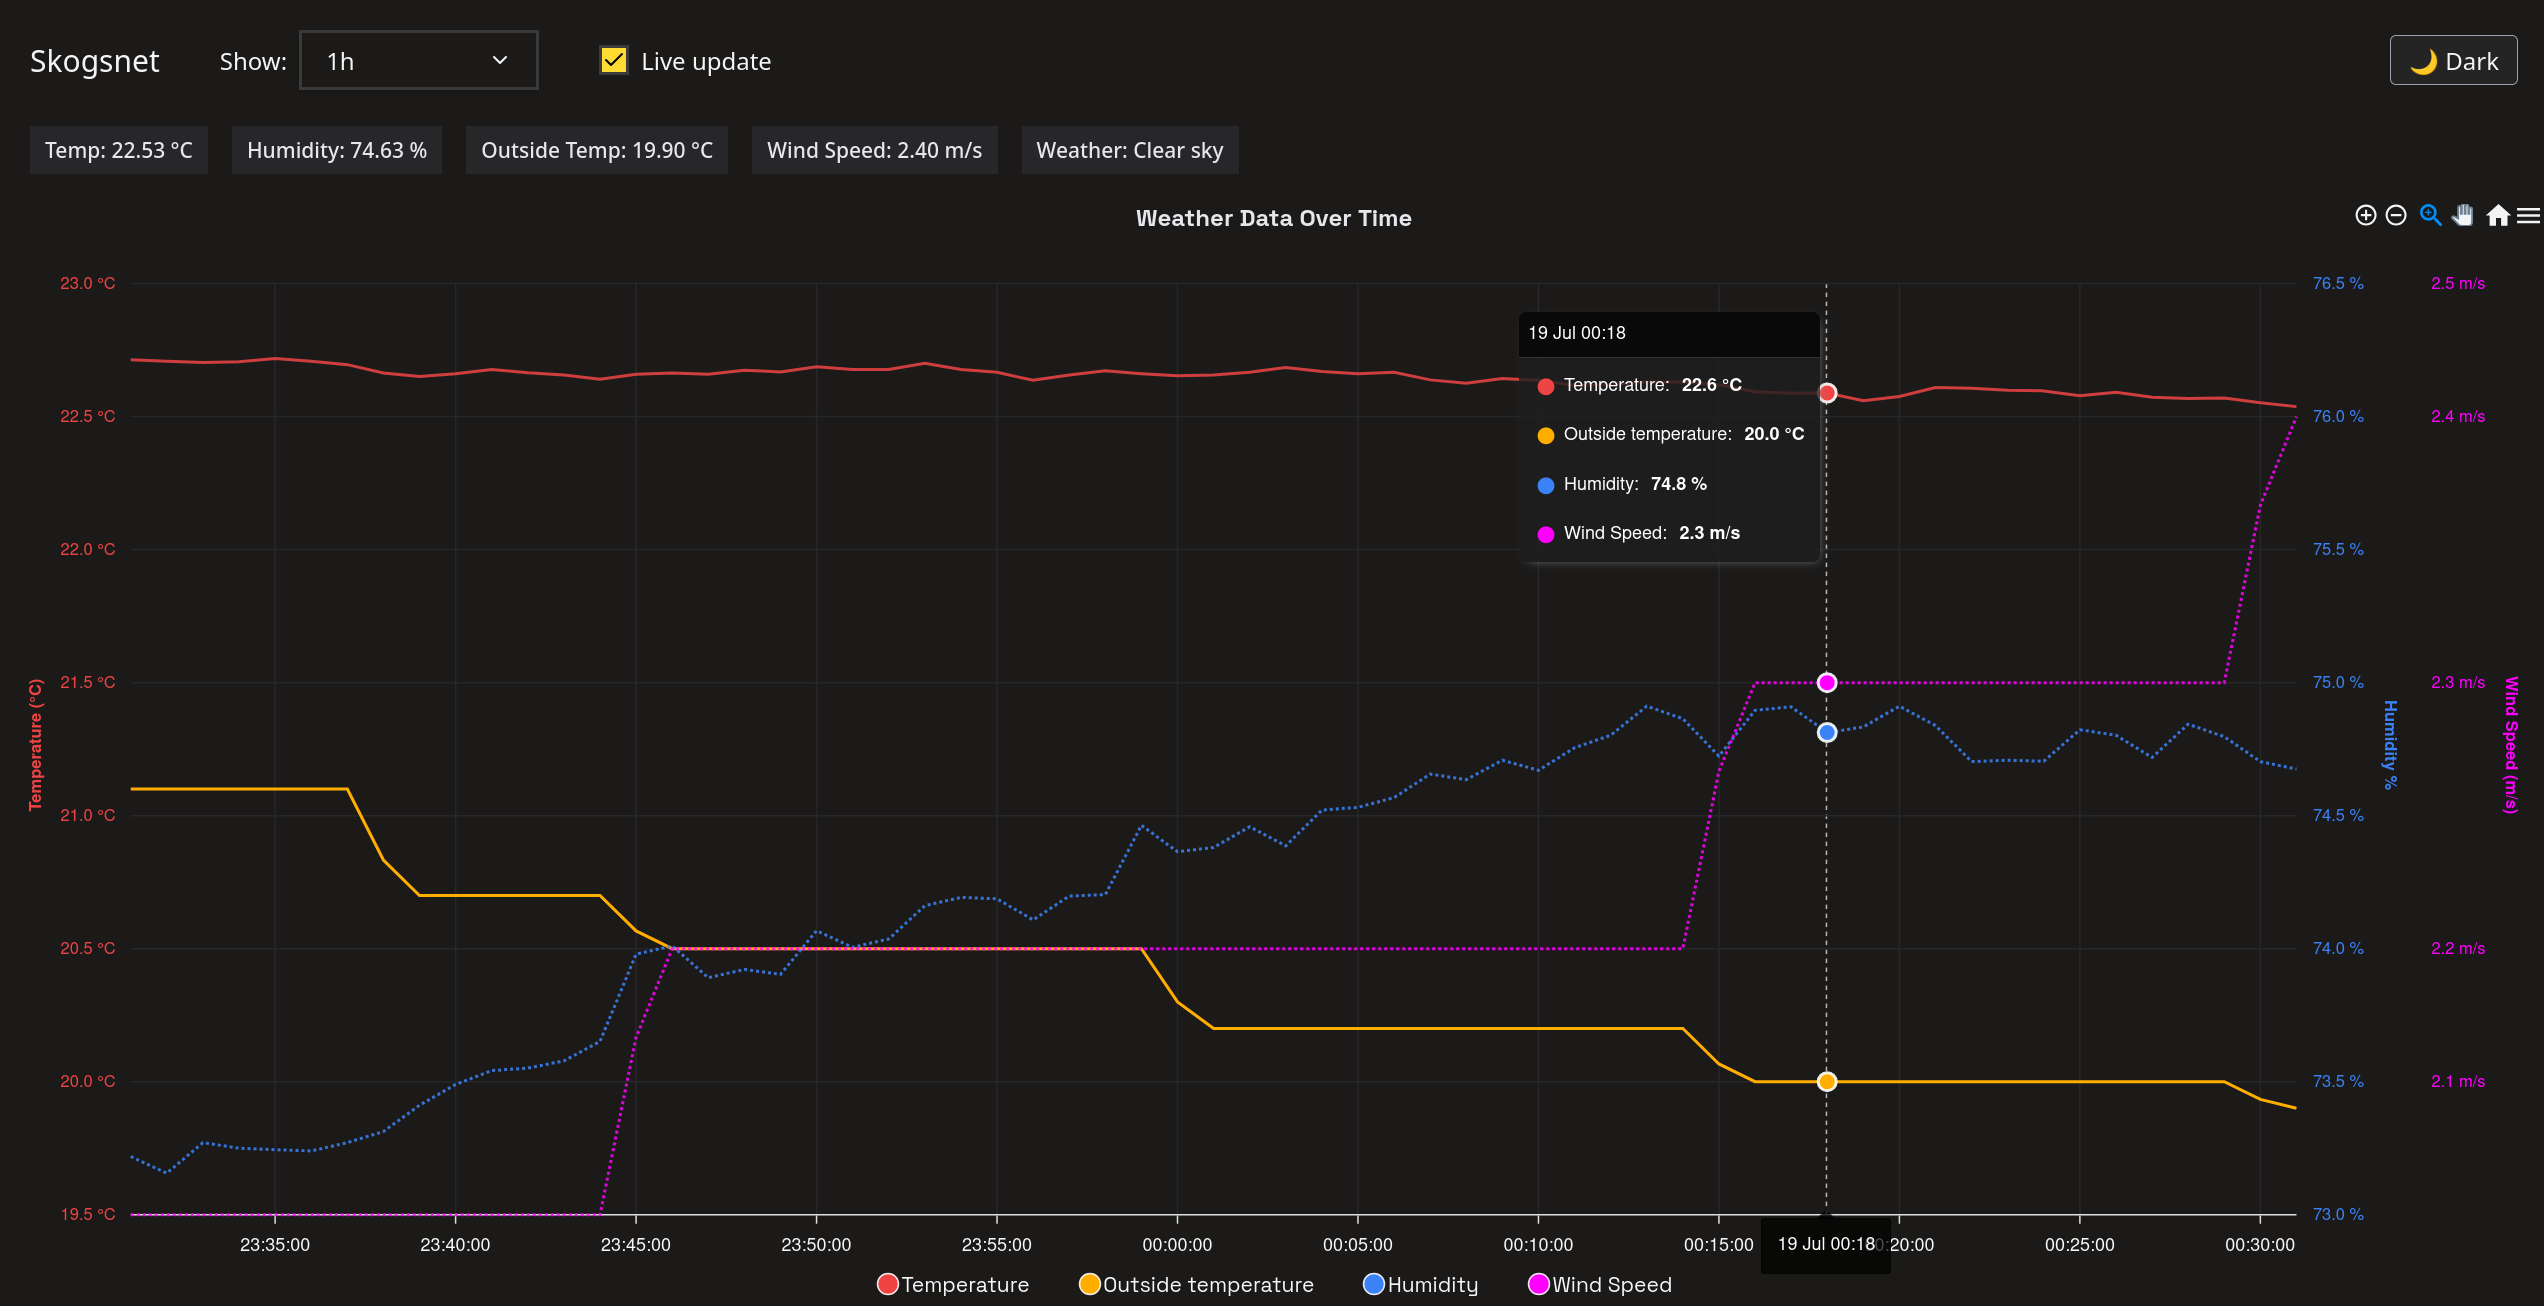 Skogsnet Show: 1h Live update 🌙 Dark
Temp: 22.53 °C Humidity: 74.63 % Outside Temp: 19.90 °C Wind Speed: 2.40 m/s Weather: Clear sky
Weather Data Over Time
23.0 °C 76.5 % 2.5 m/s
19 Jul 00:18
Temperature: 22.6 °C
22.5 °C 76.0 % 2.4 m/s
Outside temperature: 20.0 °C
Humidity: 74.8 %
Wind Speed: 2.3 m/s
22.0 °C 75.5 %
21.5 °C 75.0 % 2.3 m/s
Temperature (°C)
Humidity %
Wind Speed (m/s)
21.0 °C 74.5 %
20.5 °C 74.0 % 2.2 m/s
20.0 °C 73.5 % 2.1 m/s
19.5 °C 73.0 %
23:35:00 23:40:00 23:45:00 23:50:00 23:55:00 00:00:00 00:05:00 00:10:00 00:15:00 19 Jul 00:18 0:20:00 00:25:00 00:30:00
Temperature Outside temperature Humidity Wind Speed